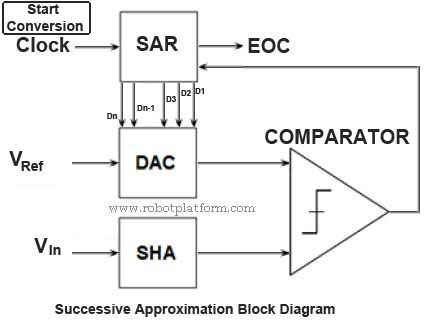 Start
Conversion
Clock
SAR
EOC
Dn
Dn-1
D3
D2
D1
COMPARATOR
VRef
DAC
www.robotplatform.com
VIn
SHA
Successive Approximation Block Diagram